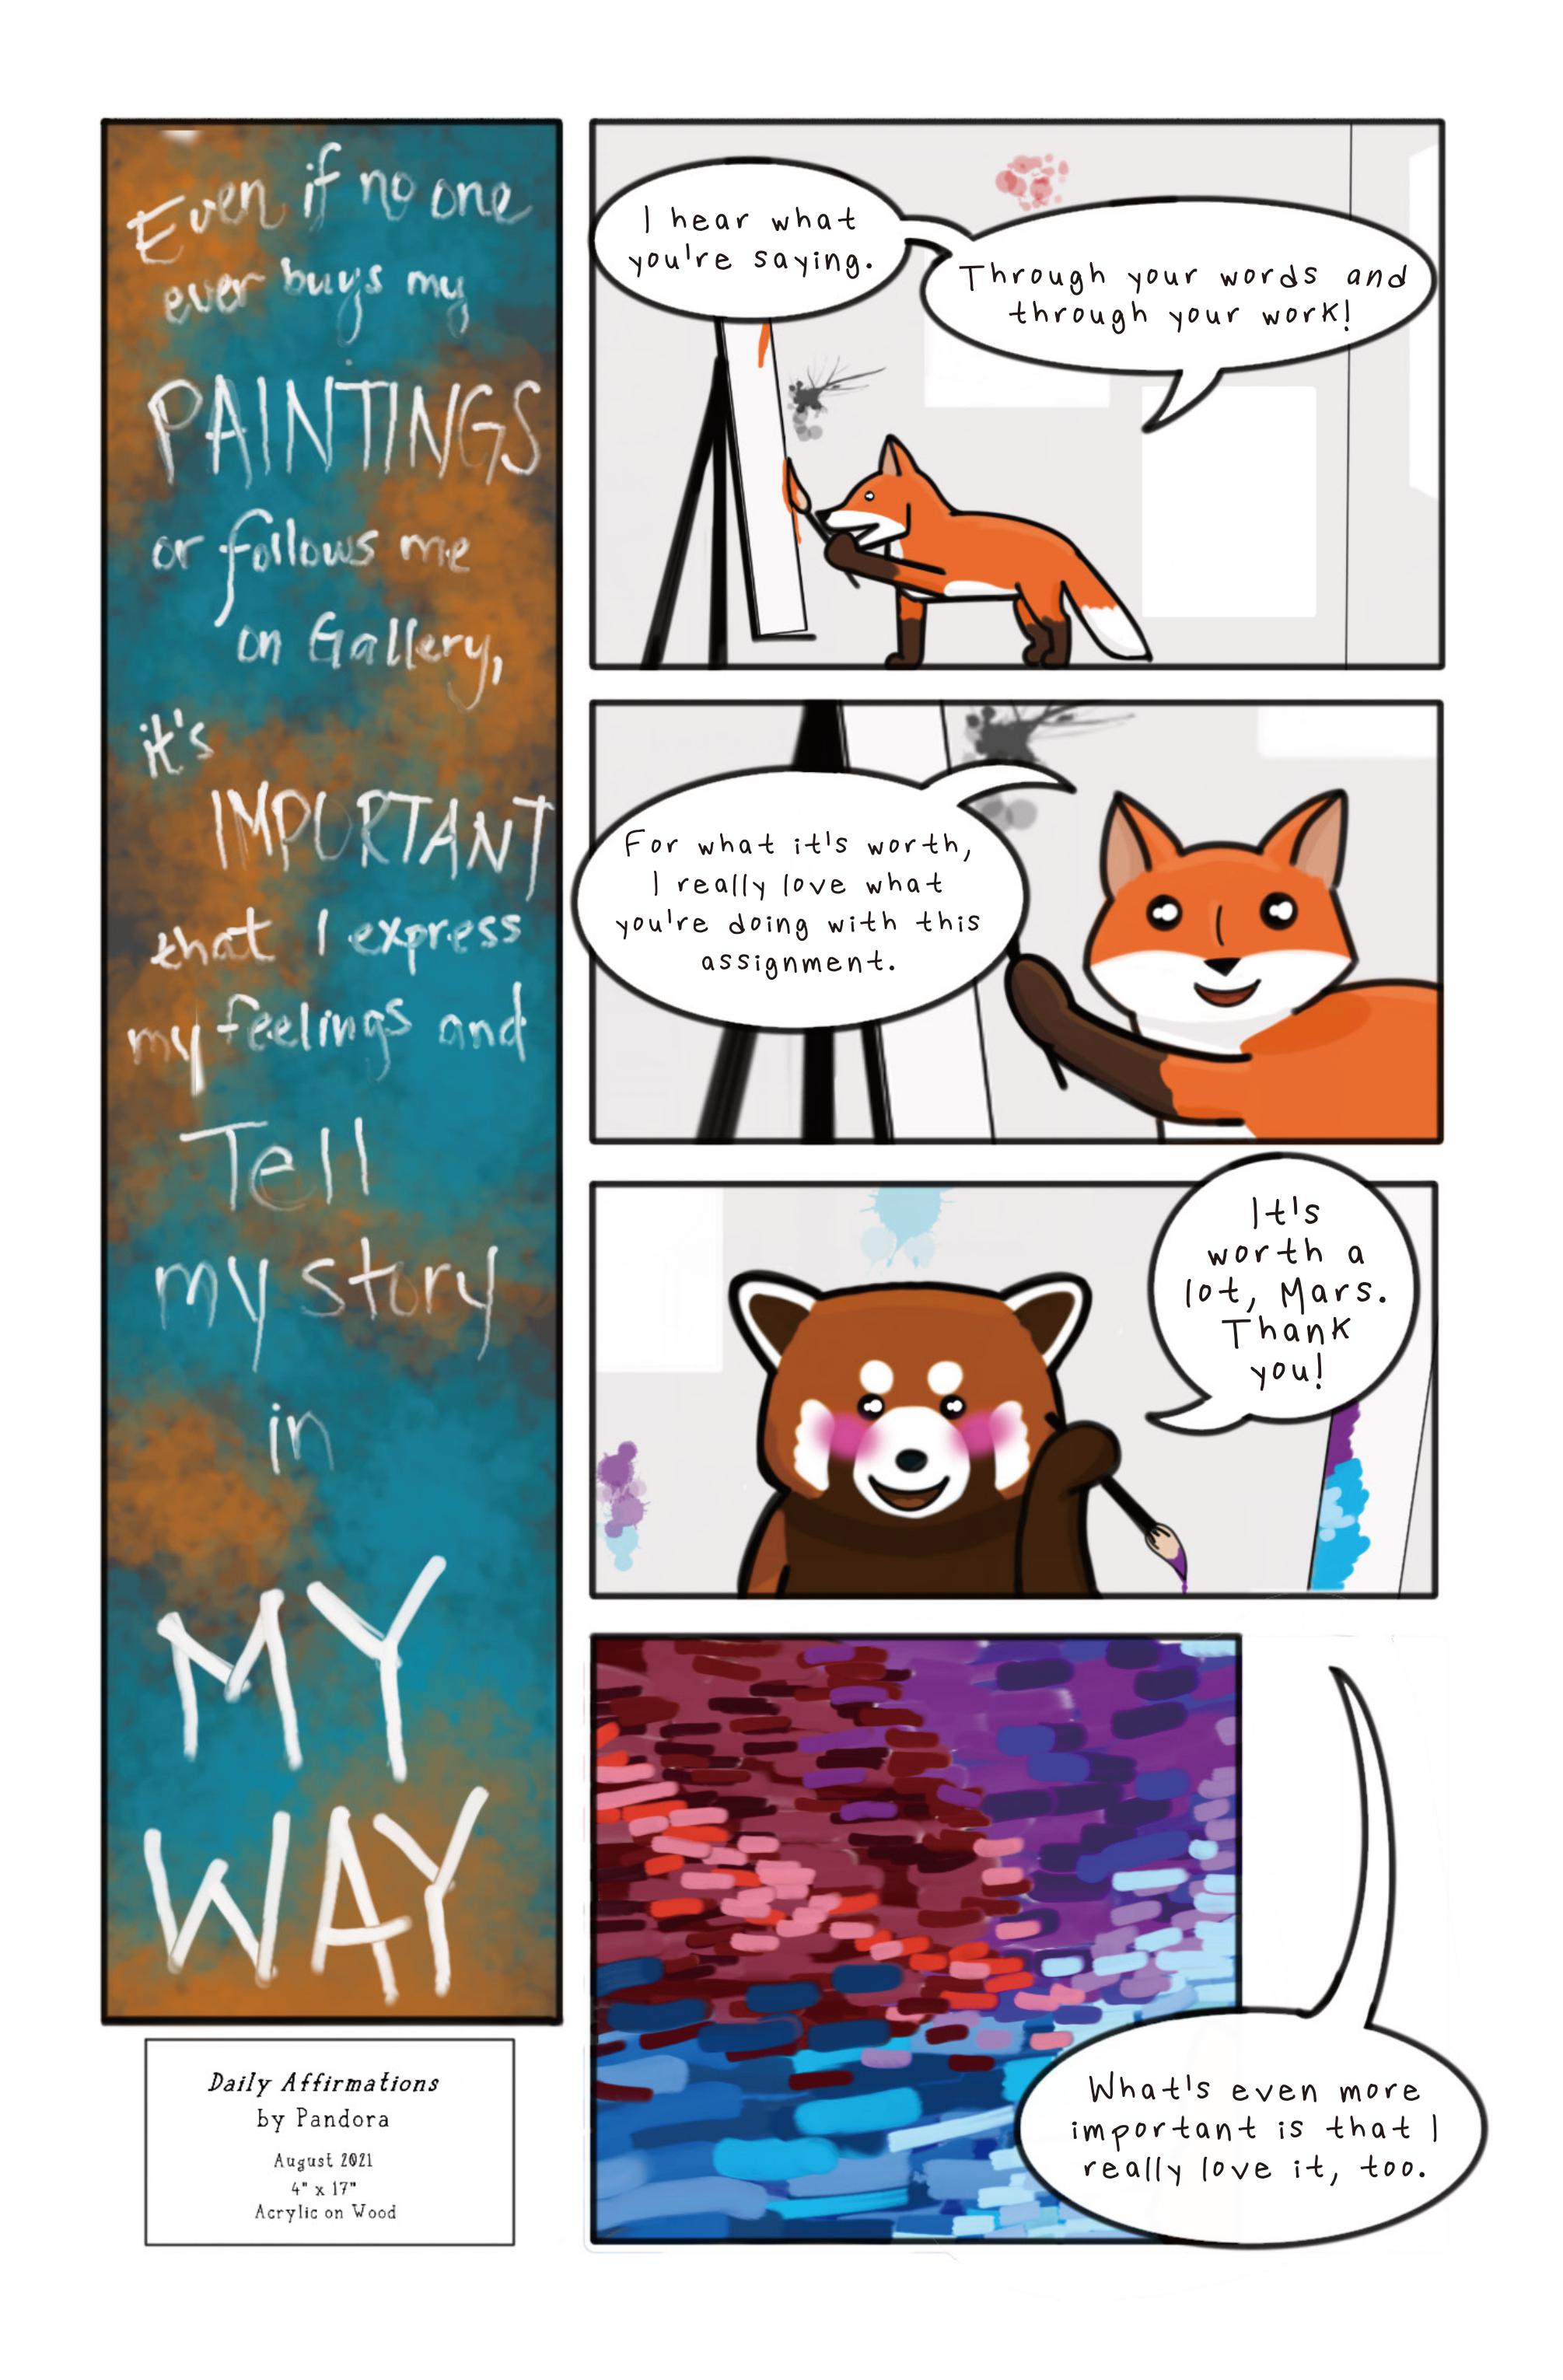 Even if no one
ever buys my
PAINTINGS
or follows me
on Gallery,
it's
IMPORTANT
that I express
my feelings and
Tell
my story
in
MY
WAY
Daily Affirmations
by Pandora
August 2021
4" x 17"
Acrylic on Wood
I hear what
you're saying.
Through your words and
through your work!
For what it's worth,
I really love what
you're doing with this
assignment.
It's
worth a
lot, Mars.
Thank
you!
What's even more
important is that I
really love it, too.